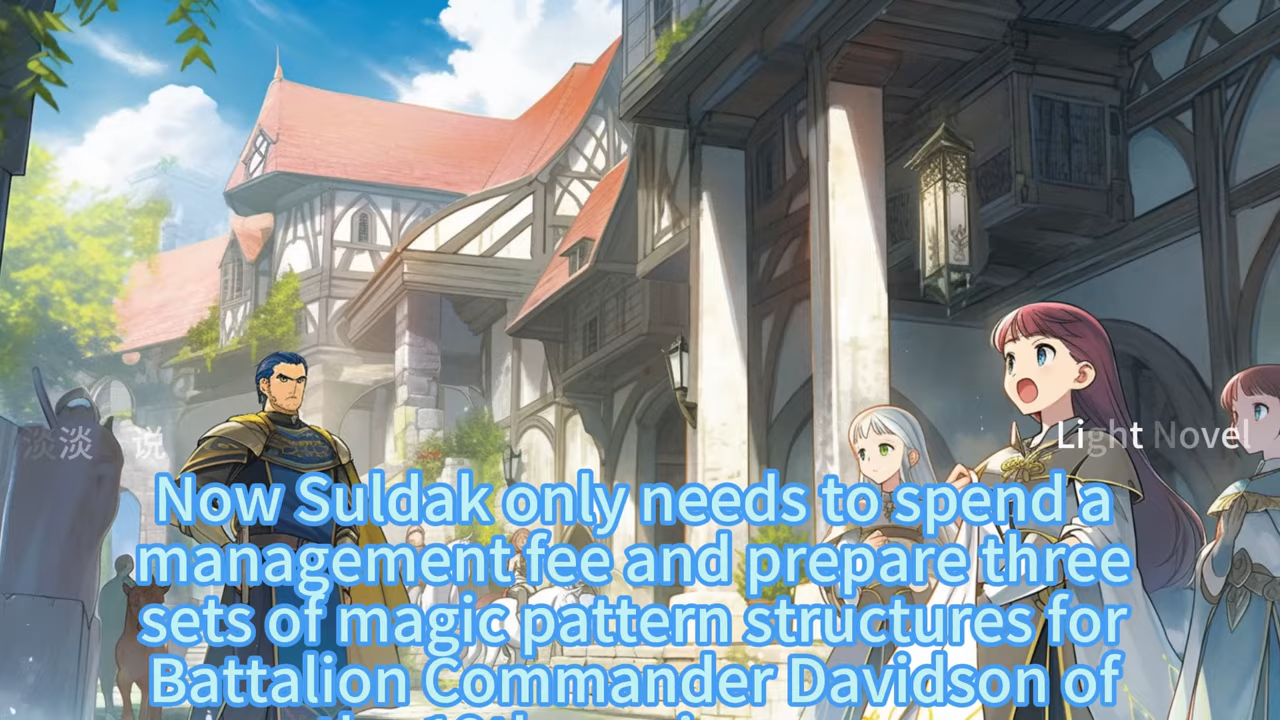 淡淡 说
Light Novel
Now Suldak only needs to spend a
management fee and prepare three
sets of magic pattern structures for
Battalion Commander Davidson of